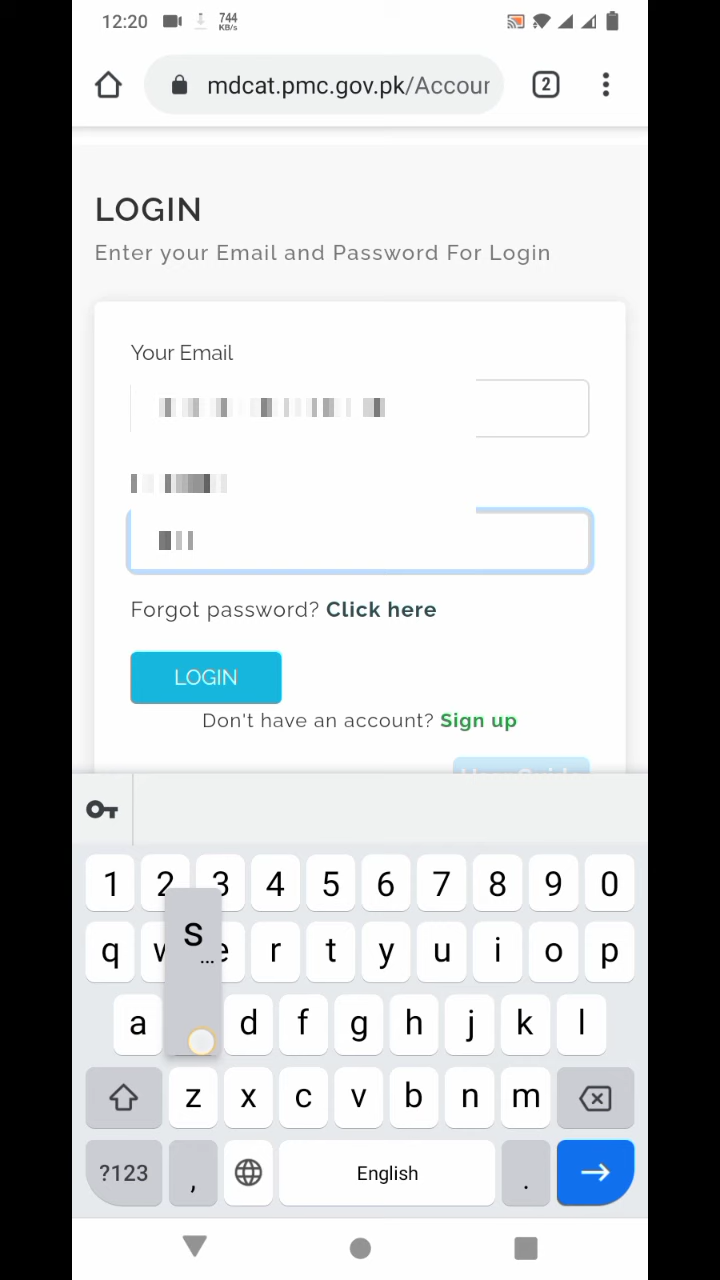 12:20 744 KB/s
mdcat.pmc.gov.pk/Accour 2
LOGIN
Enter your Email and Password For Login
Your Email
Forgot password? Click here
LOGIN
Don't have an account? Sign up
1 2 3 4 5 6 7 8 9 0
q w e r t y u i o p
s...
a d f g h j k l
z x c v b n m
?123 , English .